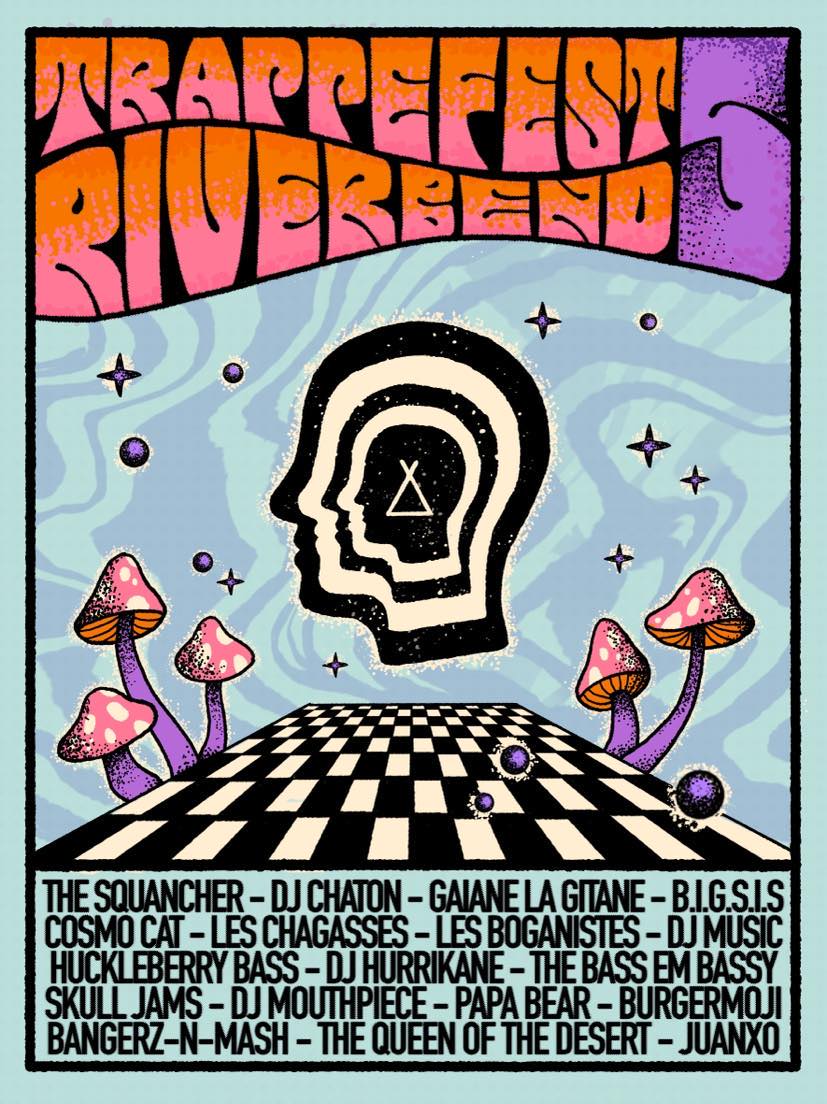 TRAPPEFEST 5
RIVERBEND
THE SQUANCHER - DJ CHATON - GAIANE LA GITANE - B.I.G.S.I.S
COSMO CAT - LES CHAGASSES - LES BOGANISTES - DJ MUSIC
HUCKLEBERRY BASS - DJ HURRIKANE - THE BASS EM BASSY
SKULL JAMS - DJ MOUTHPIECE - PAPA BEAR - BURGERMOJI
BANGERZ-N-MASH - THE QUEEN OF THE DESERT - JUANXO